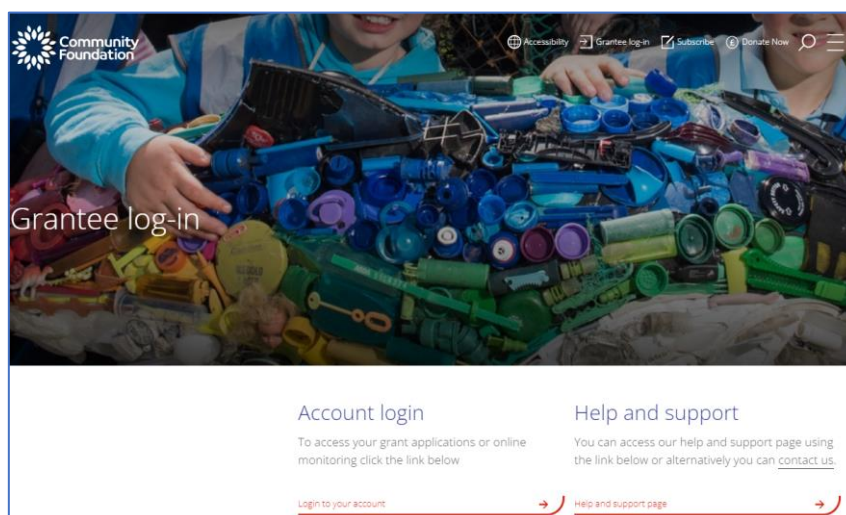 Community
Foundation
Accessibility
Grantee log-in
Subscribe
Donate Now
Grantee log-in
Account login
To access your grant applications or online
monitoring click the link below
Login to your account
Help and support
You can access our help and support page using
the link below or alternatively you can contact us.
Help and support page